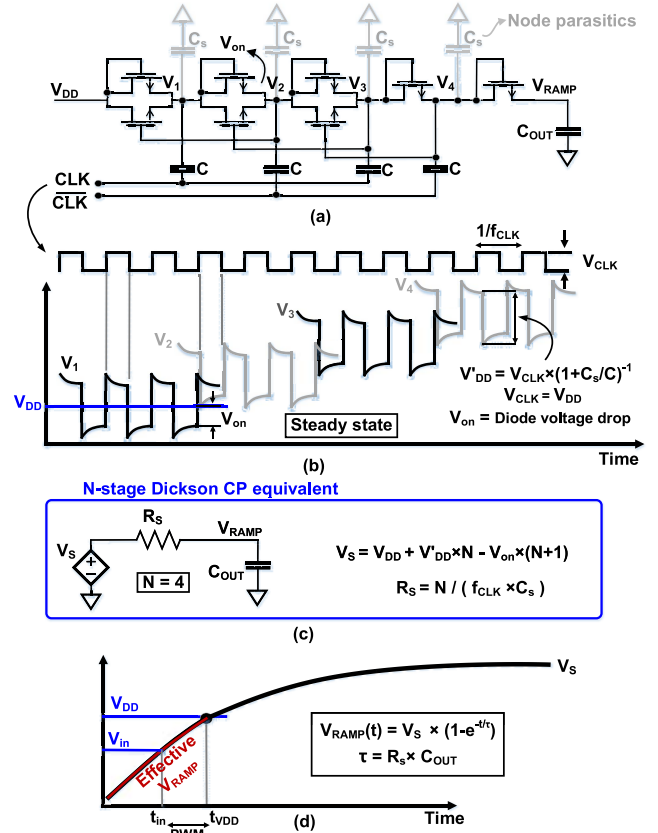 Node parasitics
Cs Cs Cs Cs
Von
V1 V2 V3 V4
VDD
VRAMP
COUT
C C C C
CLK
CLK
(a)
1/fCLK
VCLK
V4
V3
V2
V1
V'DD = VCLK×(1+Cs/C)-1
VCLK = VDD
VDD
Von
Von = Diode voltage drop
Steady state
Time
(b)
N-stage Dickson CP equivalent
RS
VRAMP
VS
COUT
N = 4
VS = VDD + V'DD×N - Von×(N+1)
RS = N / ( fCLK ×Cs )
(c)
VS
VDD
Vin
Effective
VRAMP
VRAMP(t) = VS × (1-e-t/τ)
τ = Rs× COUT
tin
tVDD
Time
PWM
(d)